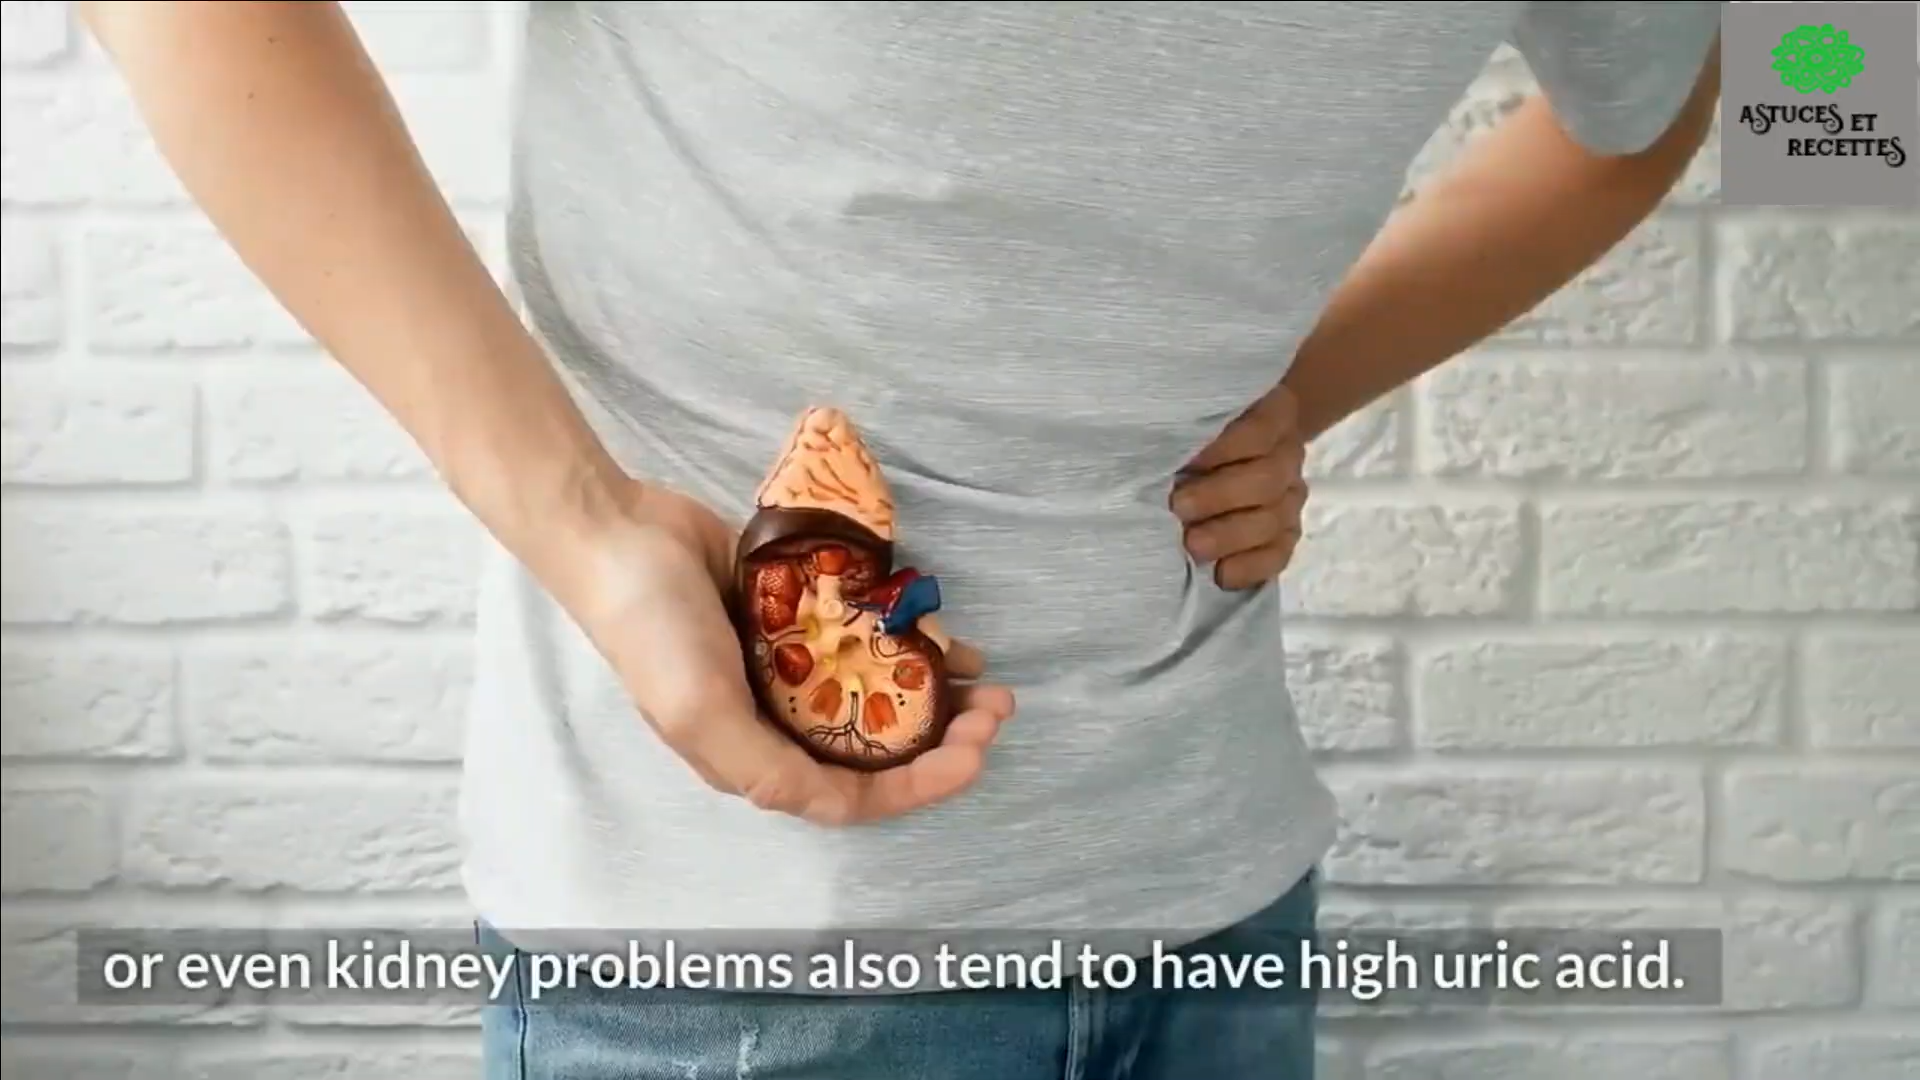 ASTUCES ET
RECETTES
or even kidney problems also tend to have high uric acid.